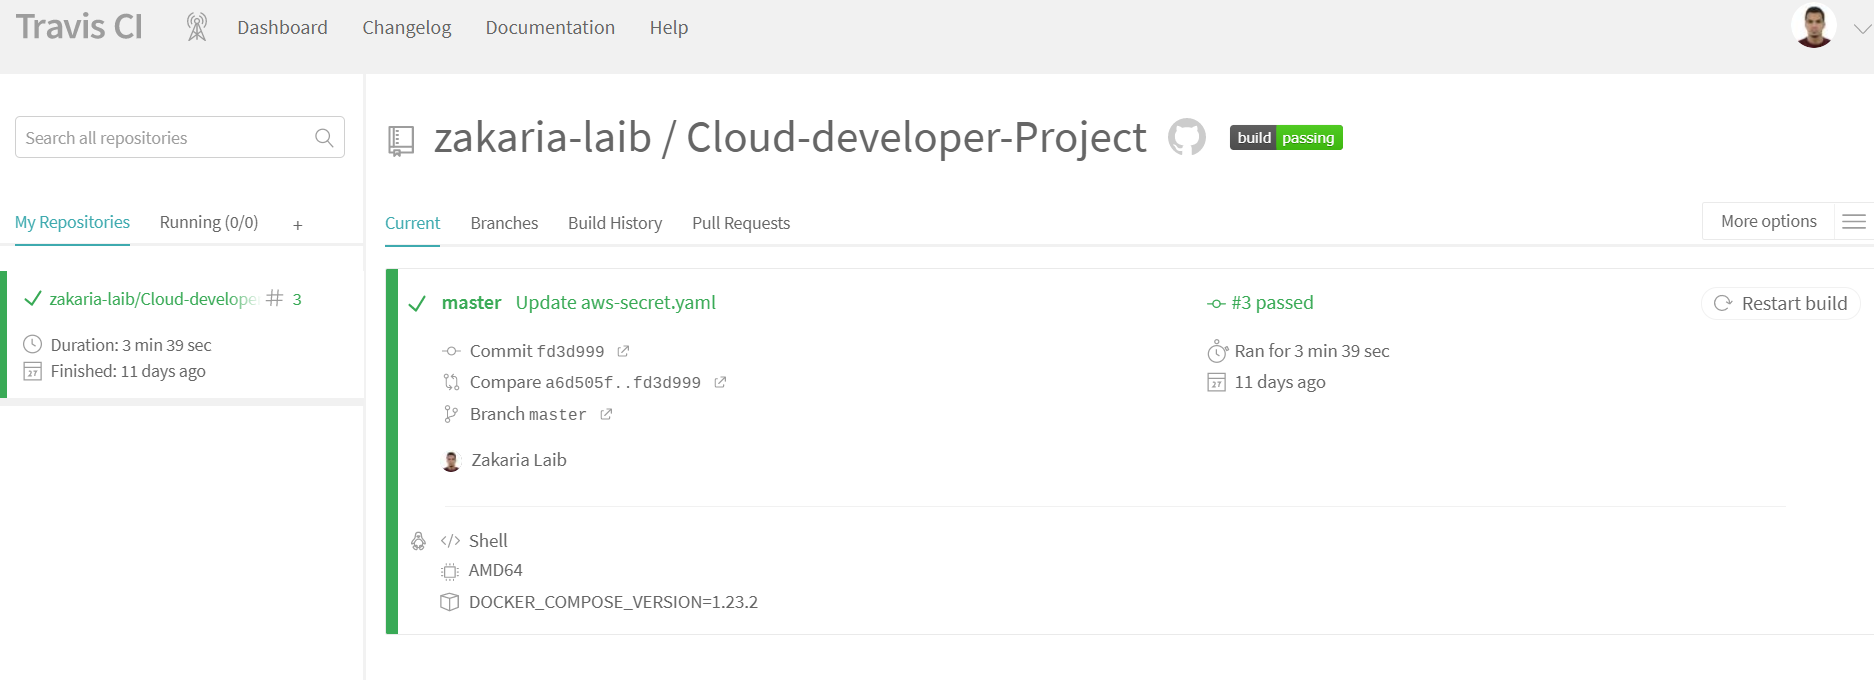 Travis CI
Dashboard
Changelog
Documentation
Help
Search all repositories
My Repositories
Running (0/0)
+
zakaria-laib/Cloud-develope
# 3
Duration: 3 min 39 sec
27 Finished: 11 days ago
zakaria-laib / Cloud-developer-Project
build passing
Current
Branches
Build History
Pull Requests
More options
master Update aws-secret.yaml
Commit fd3d999
Compare a6d505f..fd3d999
Branch master
Zakaria Laib
#3 passed
Ran for 3 min 39 sec
27 11 days ago
Restart build
</> Shell
AMD64
DOCKER_COMPOSE_VERSION=1.23.2